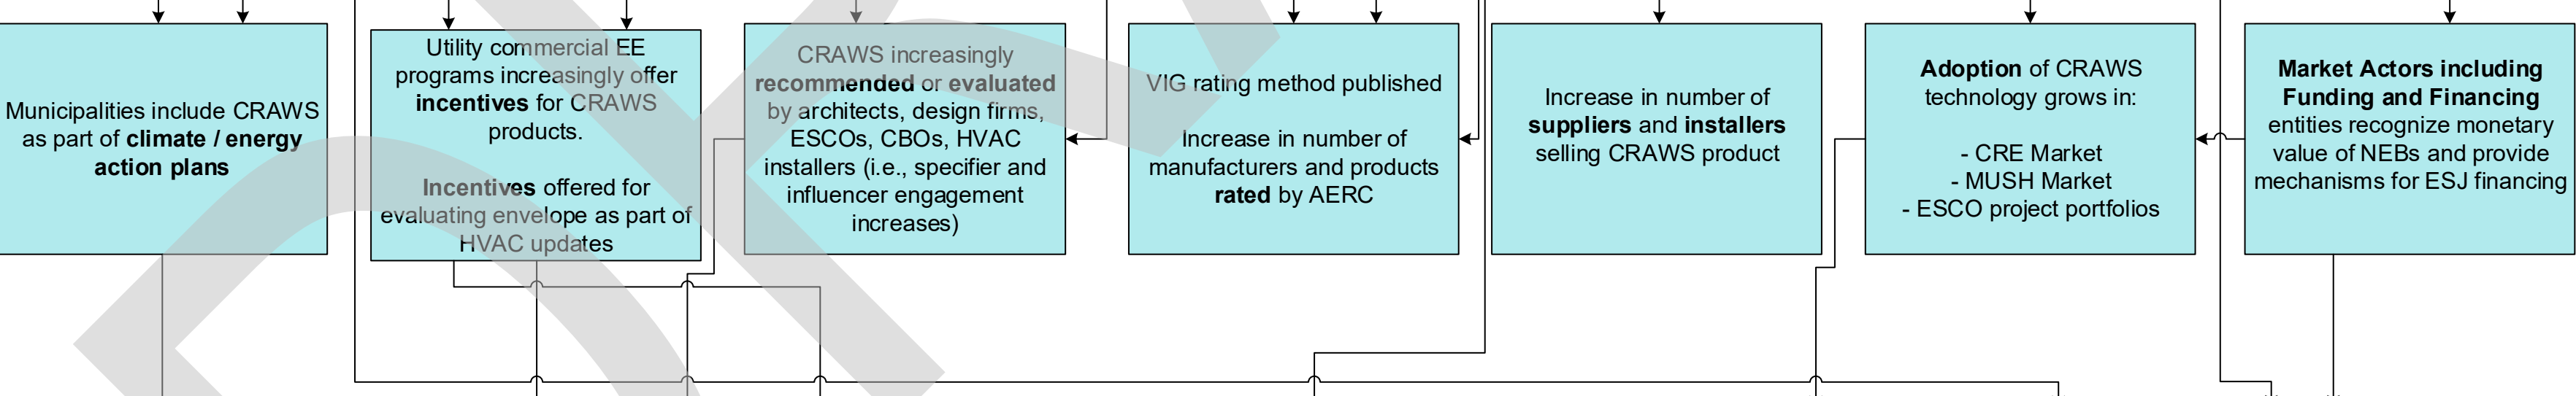 Municipalities include CRAWS
as part of climate / energy
action plans
Utility commercial EE
programs increasingly offer
incentives for CRAWS
products.
Incentives offered for
evaluating envelope as part of
HVAC updates
CRAWS increasingly
recommended or evaluated
by architects, design firms,
ESCOs, CBOs, HVAC
installers (i.e., specifier and
influencer engagement
increases)
VIG rating method published
Increase in number of
manufacturers and products
rated by AERC
Increase in number of
suppliers and installers
selling CRAWS product
Adoption of CRAWS
technology grows in:
- CRE Market
- MUSH Market
- ESCO project portfolios
Market Actors including
Funding and Financing
entities recognize monetary
value of NEBs and provide
mechanisms for ESJ financing